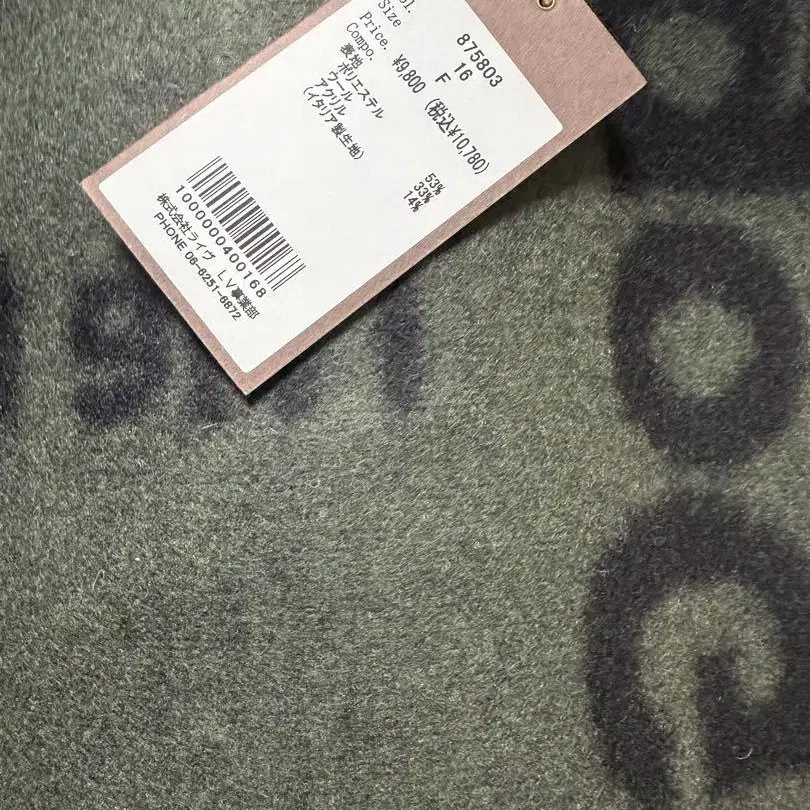 875803
ol. 16
Size F
Price. ¥9,800 (税込¥10,780)
Compo.
表地
ポリエステル 53%
ウール 33%
アクリル 14%
(イタリア製生地)
1000000400168
株式会社ライヴ LV事業部
PHONE 06-6251-6872